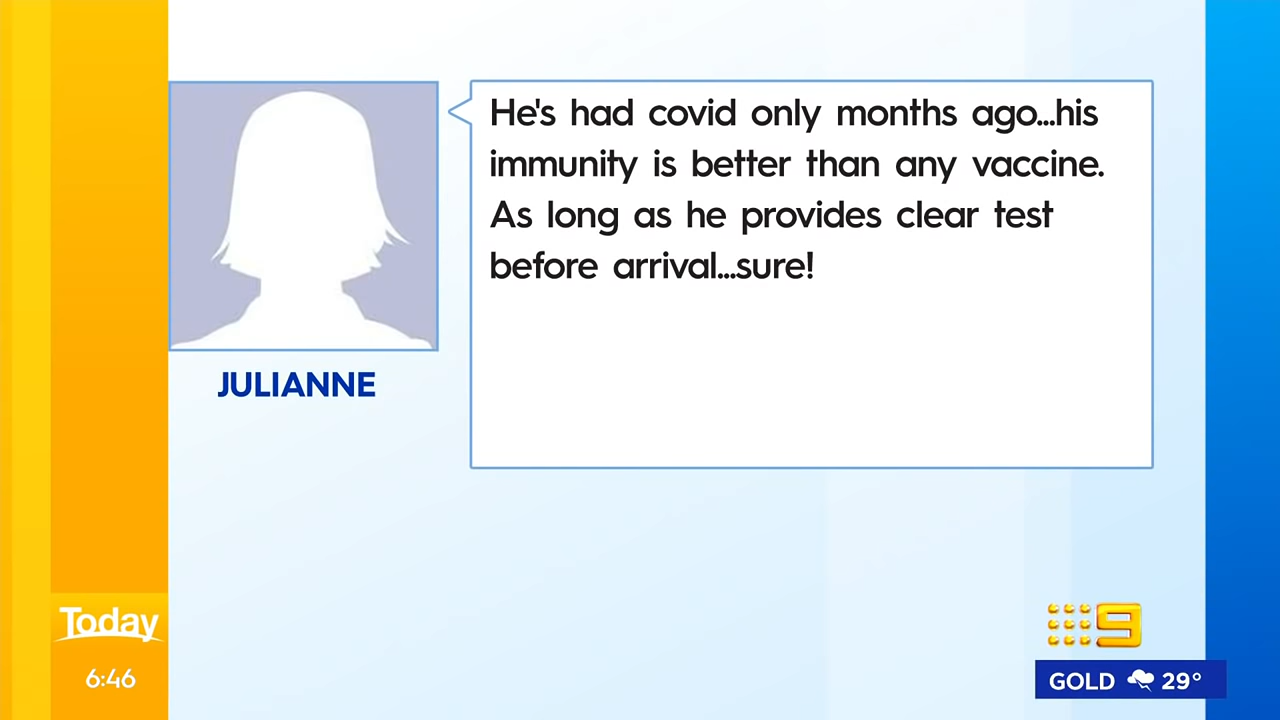 He's had covid only months ago...his
immunity is better than any vaccine.
As long as he provides clear test
before arrival...sure!
JULIANNE
Today
6:46
9
GOLD 29°